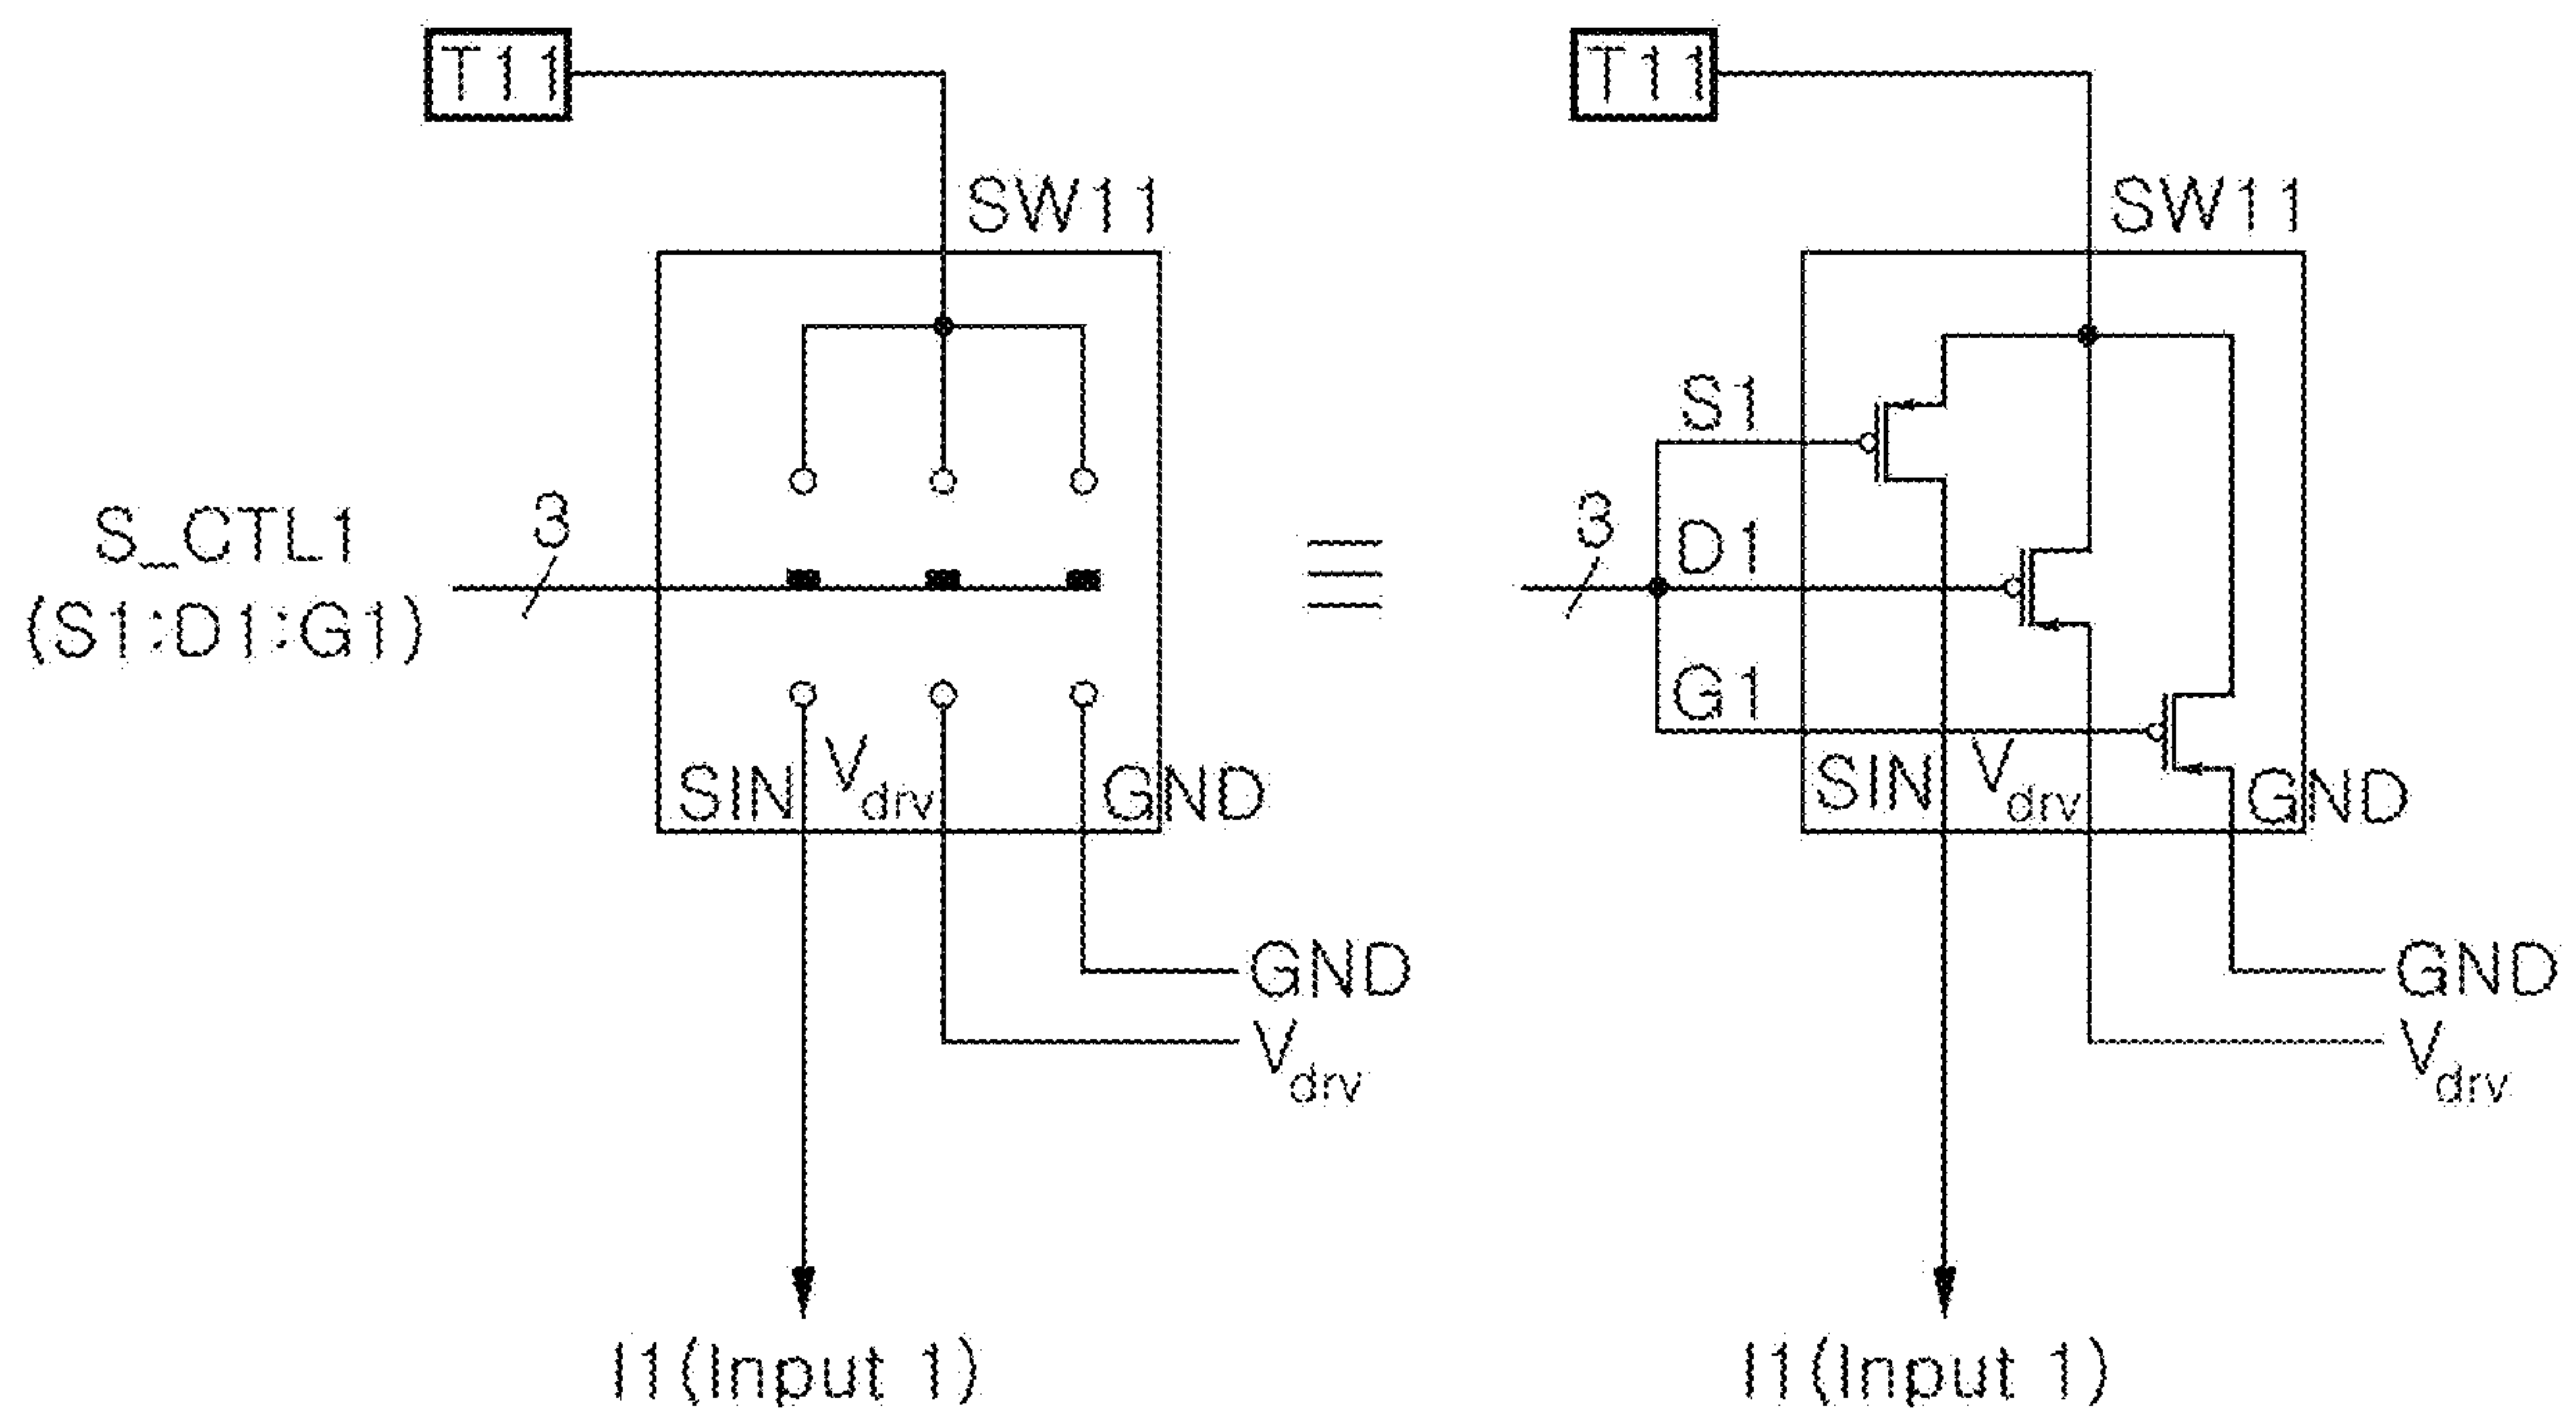 T11
SW11
S_CTL1
(S1:D1:G1)
3
SIN
Vdrv
GND
GND
Vdrv
I1(Input 1)
T11
SW11
3
S1
D1
G1
SIN
Vdrv
GND
GND
Vdrv
I1(Input 1)